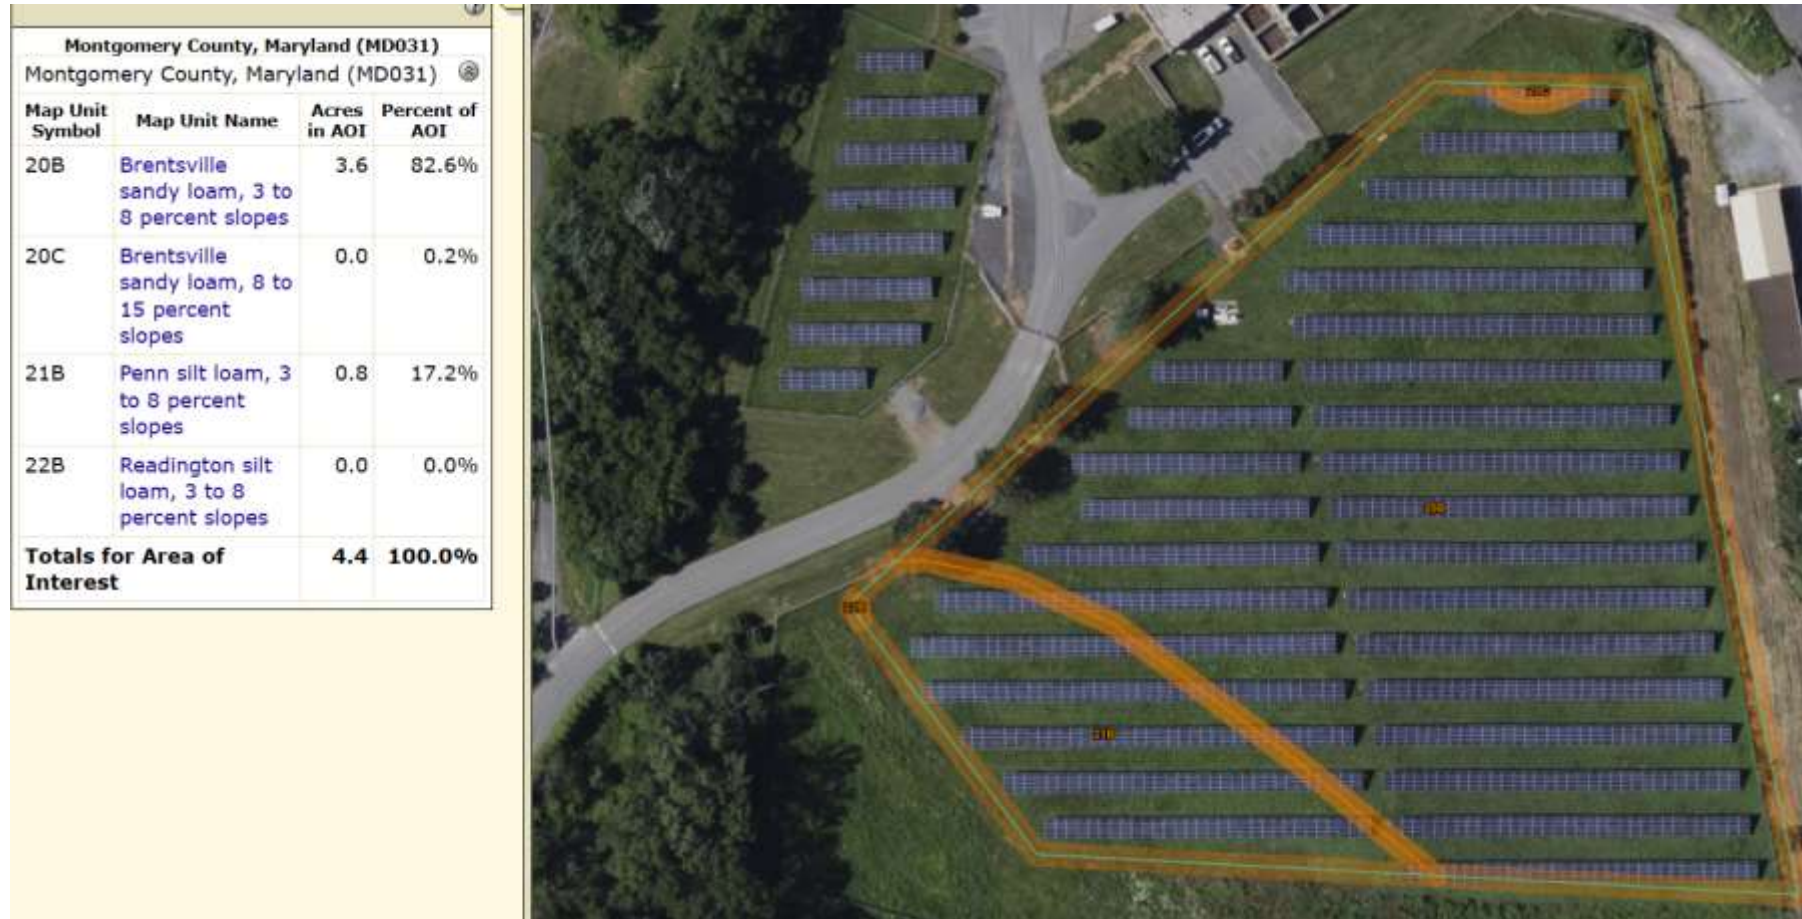 Montgomery County, Maryland (MD031)
Montgomery County, Maryland (MD031)
Map Unit Symbol Map Unit Name Acres in AOI Percent of AOI
20B Brentsville sandy loam, 3 to 8 percent slopes 3.6 82.6%
20C Brentsville sandy loam, 8 to 15 percent slopes 0.0 0.2%
21B Penn silt loam, 3 to 8 percent slopes 0.8 17.2%
22B Readington silt loam, 3 to 8 percent slopes 0.0 0.0%
Totals for Area of Interest 4.4 100.0%
21B